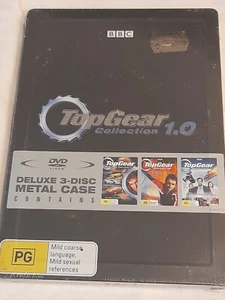 BBC
TopGear
Collection 1.0
DVD
VIDEO
DELUXE 3-DISC
METAL CASE
CONTAINS
TopGear
TopGear
TopGear
PG
Mild coarse
language,
Mild sexual
references